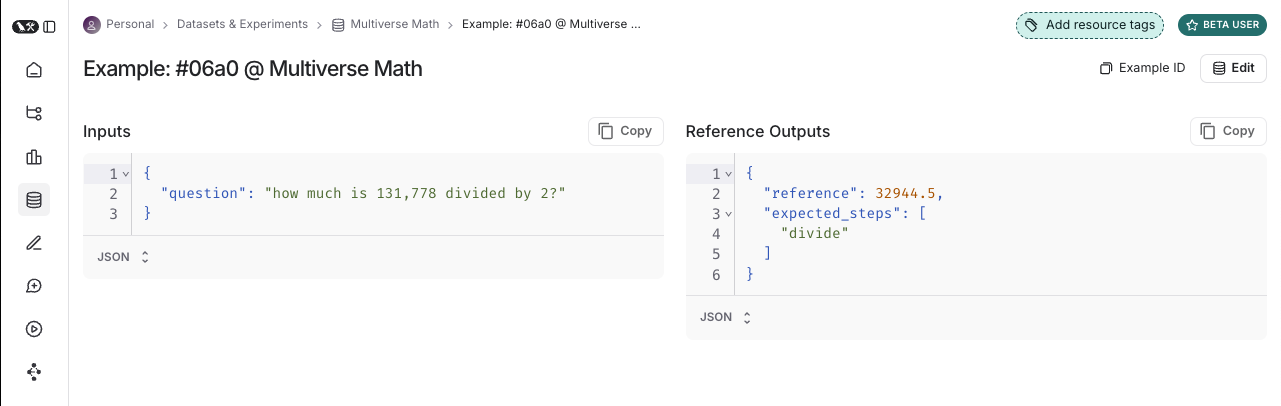 Personal > Datasets & Experiments > Multiverse Math > Example: #06a0 @ Multiverse ...
Add resource tags
BETA USER
Example: #06a0 @ Multiverse Math
Example ID
Edit
Inputs
Copy
1 {
2 "question": "how much is 131,778 divided by 2?"
3 }
JSON
Reference Outputs
Copy
1 {
2 "reference": 32944.5,
3 "expected_steps": [
4 "divide"
5 ]
6 }
JSON